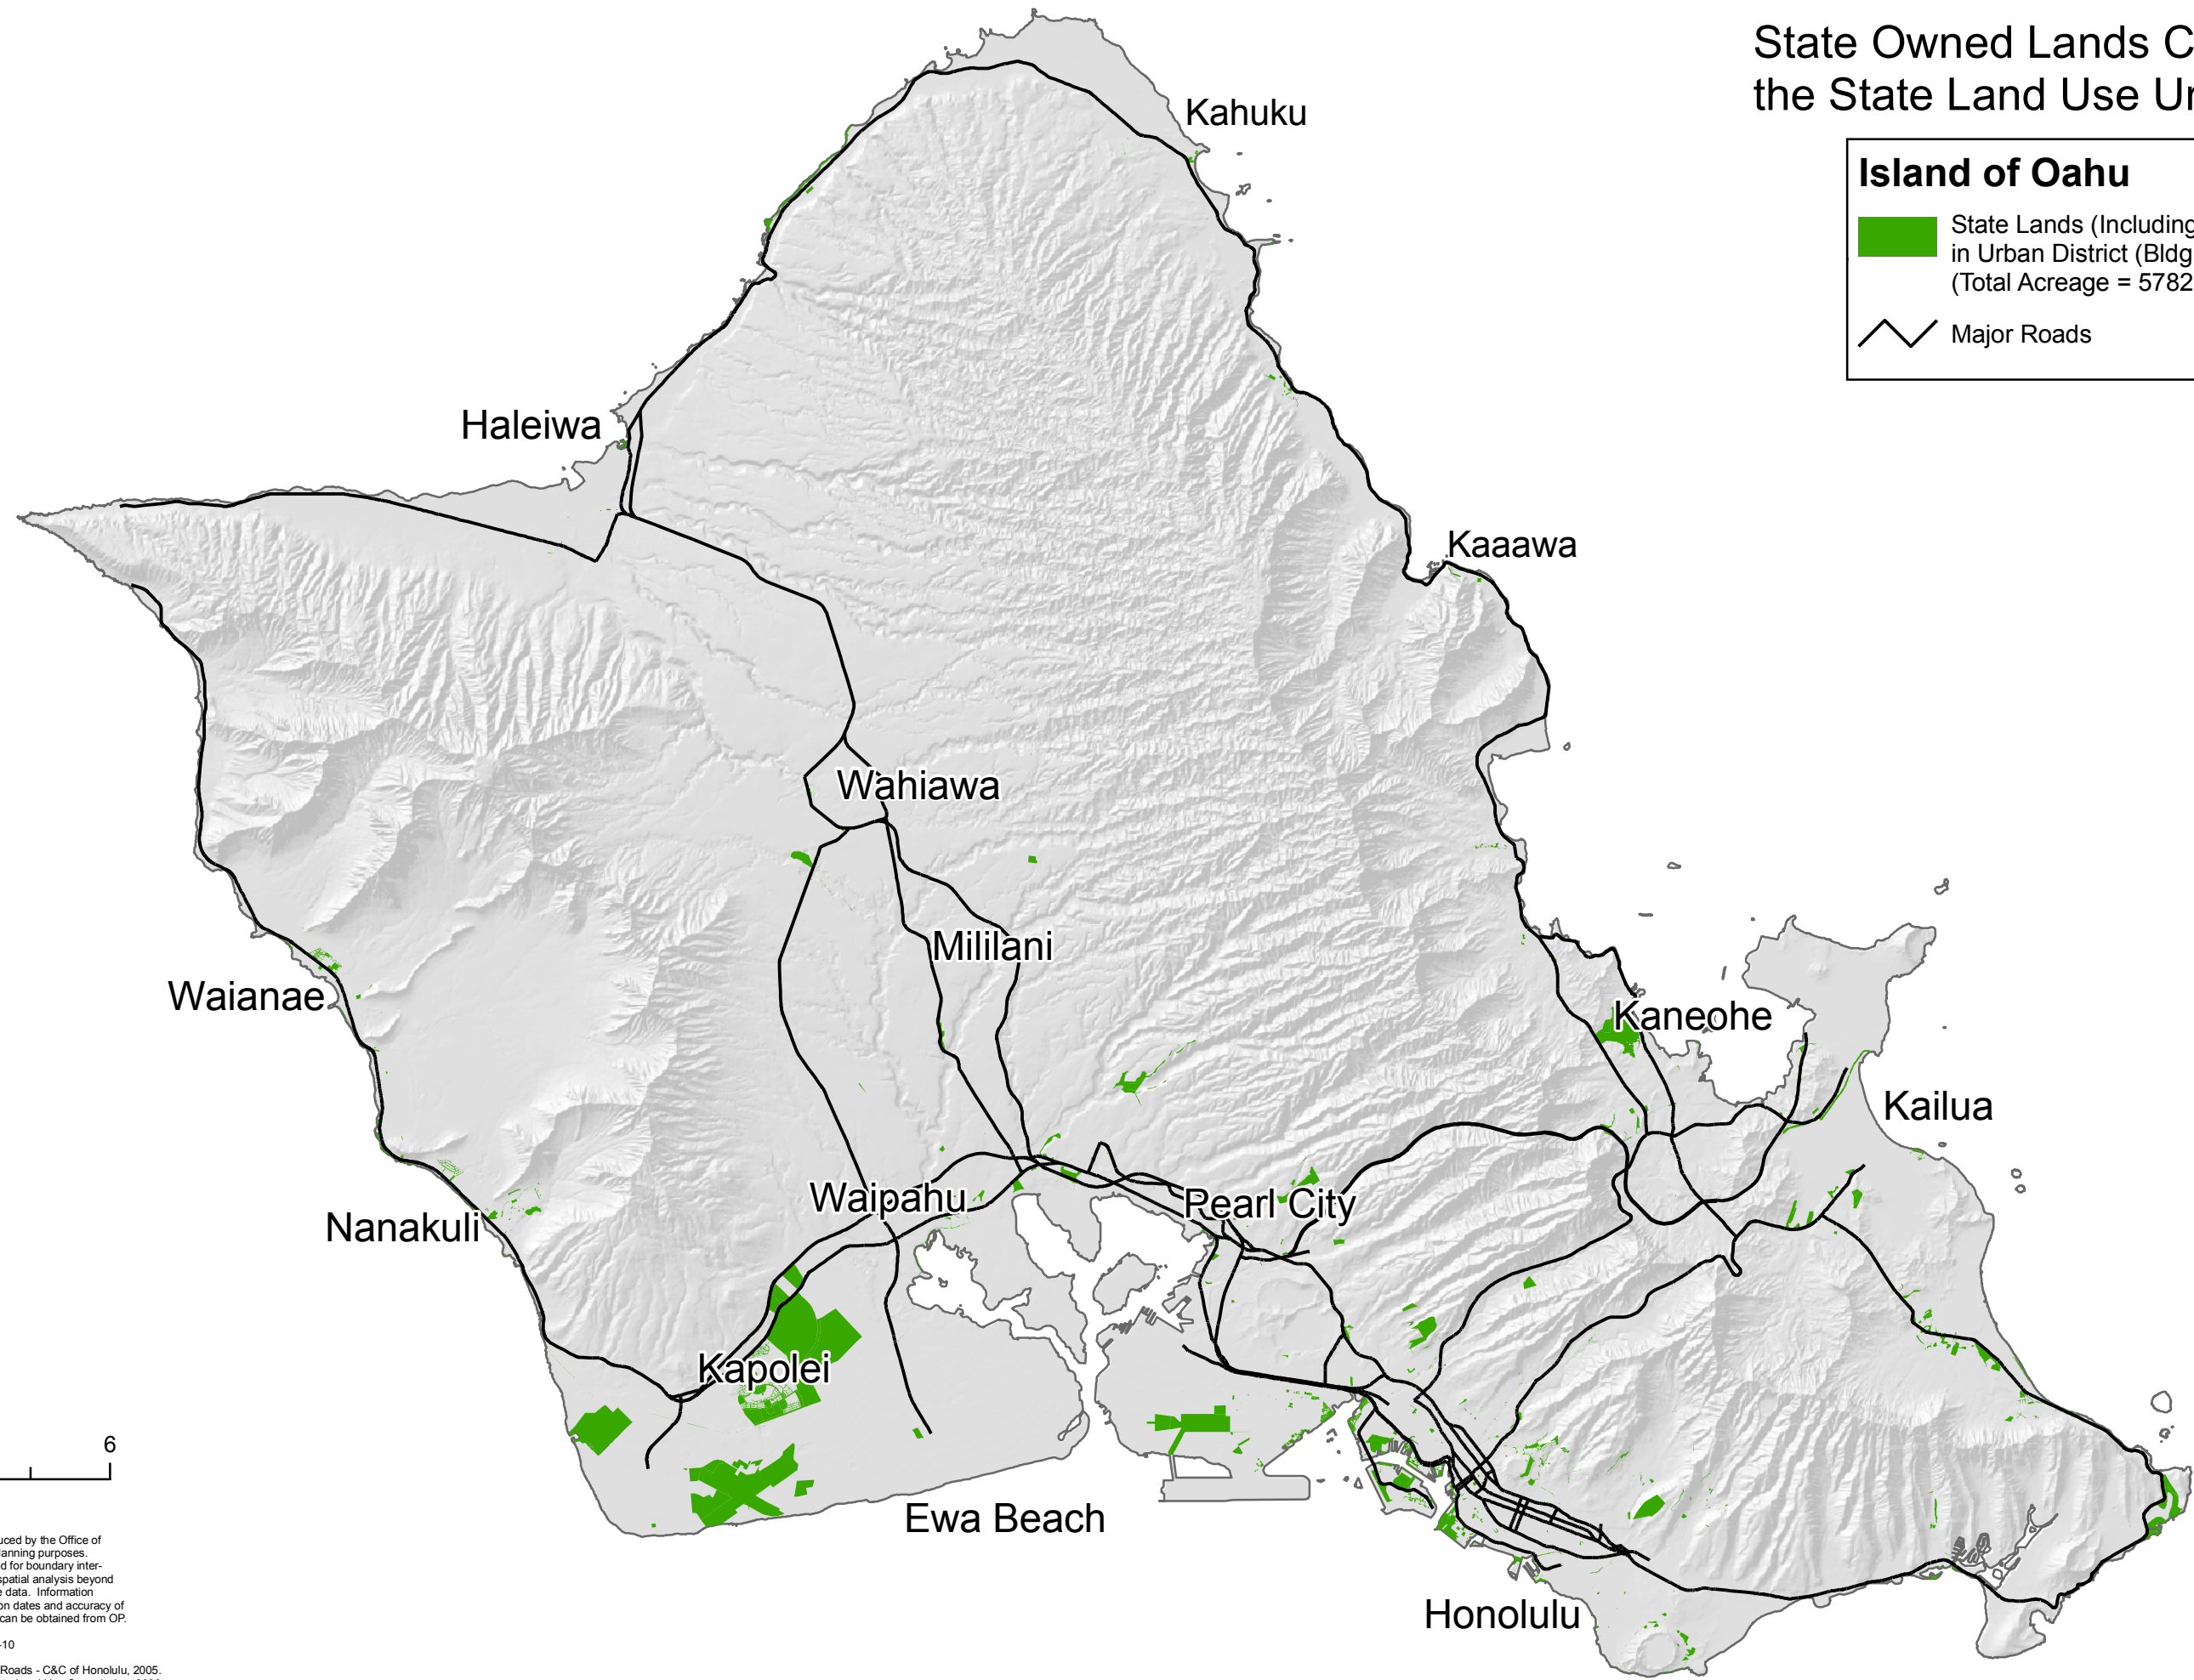 State Owned Lands C
the State Land Use Ur
Island of Oahu
State Lands (Including
in Urban District (Bldg
(Total Acreage = 5782
Major Roads
Kahuku
Haleiwa
Kaaawa
Wahiawa
Mililani
Waianae
Kaneohe
Kailua
Waipahu
Pearl City
Nanakuli
Kapolei
6
Ewa Beach
Honolulu
uced by the Office of
lanning purposes.
d for boundary inter-
spatial analysis beyond
e data. Information
on dates and accuracy of
can be obtained from OP.
-10
Roads - C&C of Honolulu, 2005.